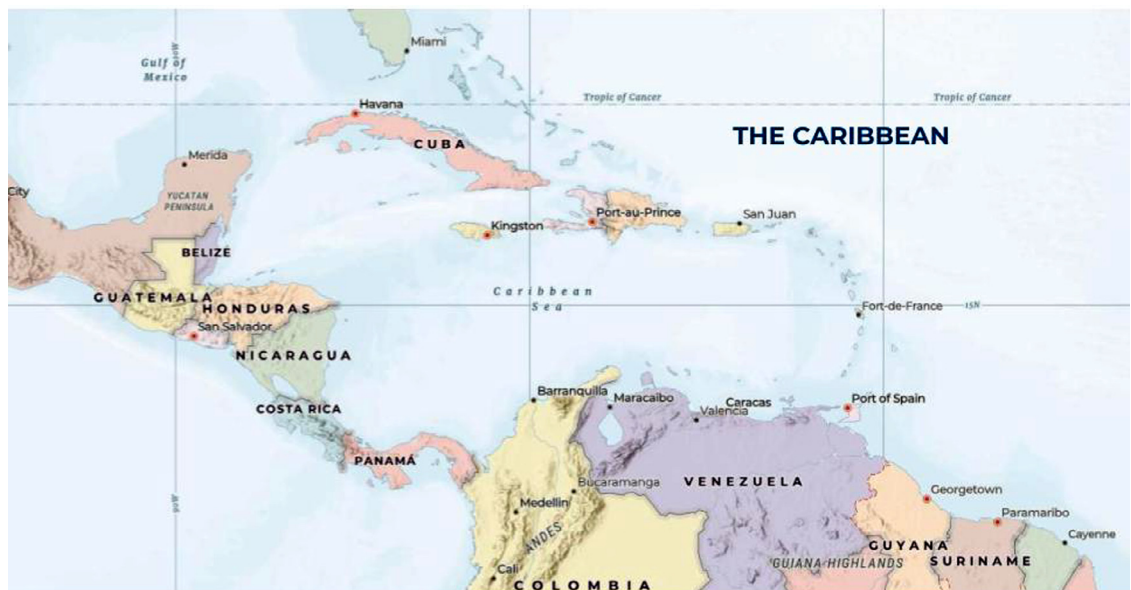 Miami
90W
Gulf of
Mexico
Tropic of Cancer
Tropic of Cancer
Havana
THE CARIBBEAN
CUBA
Merida
City
YUCATAN
PENINSULA
Port-au-Prince
San Juan
Kingston
BELIZE
Caribbean
Sea
GUATEMALA
HONDURAS
Fort-de-France
15N
San Salvador
NICARAGUA
Barranquilla
Maracaibo
Caracas
Port of Spain
Valencia
COSTA RICA
PANAMÁ
VENEZUELA
Bucaramanga
Georgetown
90W
Medellin
Paramaribo
ANDES
Cayenne
GUYANA
GUIANA HIGHLANDS
SURINAME
Cali
COLOMBIA